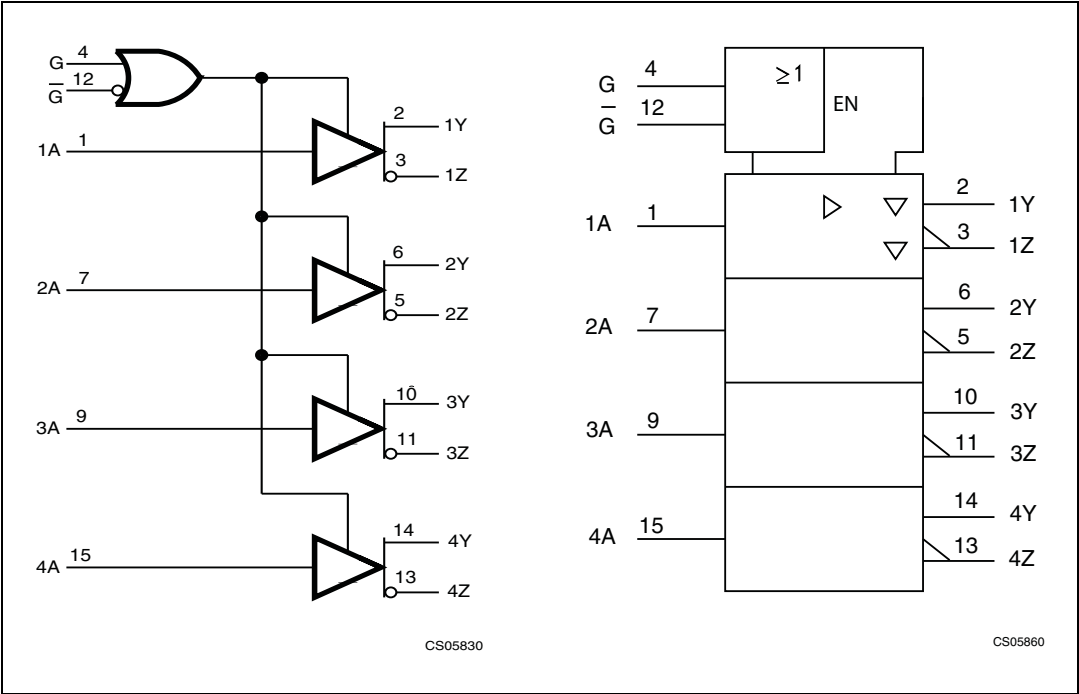 G 4
G̅ 12
1A 1
2 1Y
3 1Z
2A 7
6 2Y
5 2Z
3A 9
10̂ 3Y
11 3Z
4A 15
14 4Y
13 4Z
CS05830
G 4
G̅ 12
≥1
EN
1A 1
2 1Y
3 1Z
2A 7
6 2Y
5 2Z
3A 9
10 3Y
11 3Z
4A 15
14 4Y
13 4Z
CS05860